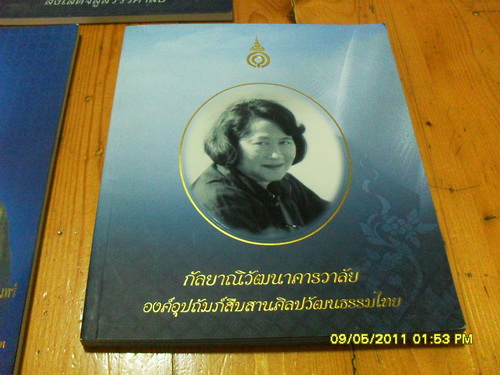 กัลยาณิวัฒนาคารวาลัย
องค์อุปถัมภ์สืบสานศิลปวัฒนธรรมไทย
09/05/2011 01:53 PM